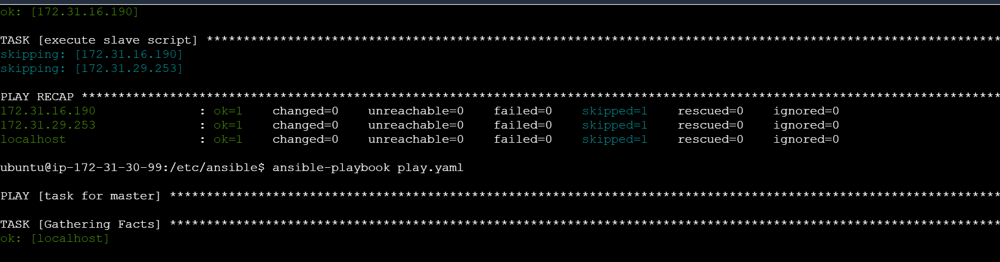 ok: [172.31.16.190]
TASK [execute slave script] ************************************************************************************************************
skipping: [172.31.16.190]
skipping: [172.31.29.253]
PLAY RECAP *****************************************************************************************************************************
172.31.16.190              : ok=1    changed=0    unreachable=0    failed=0    skipped=1    rescued=0    ignored=0
172.31.29.253              : ok=1    changed=0    unreachable=0    failed=0    skipped=1    rescued=0    ignored=0
localhost                  : ok=1    changed=0    unreachable=0    failed=0    skipped=1    rescued=0    ignored=0
ubuntu@ip-172-31-30-99:/etc/ansible$ ansible-playbook play.yaml
PLAY [task for master] *****************************************************************************************************************
TASK [Gathering Facts] *****************************************************************************************************************
ok: [localhost]